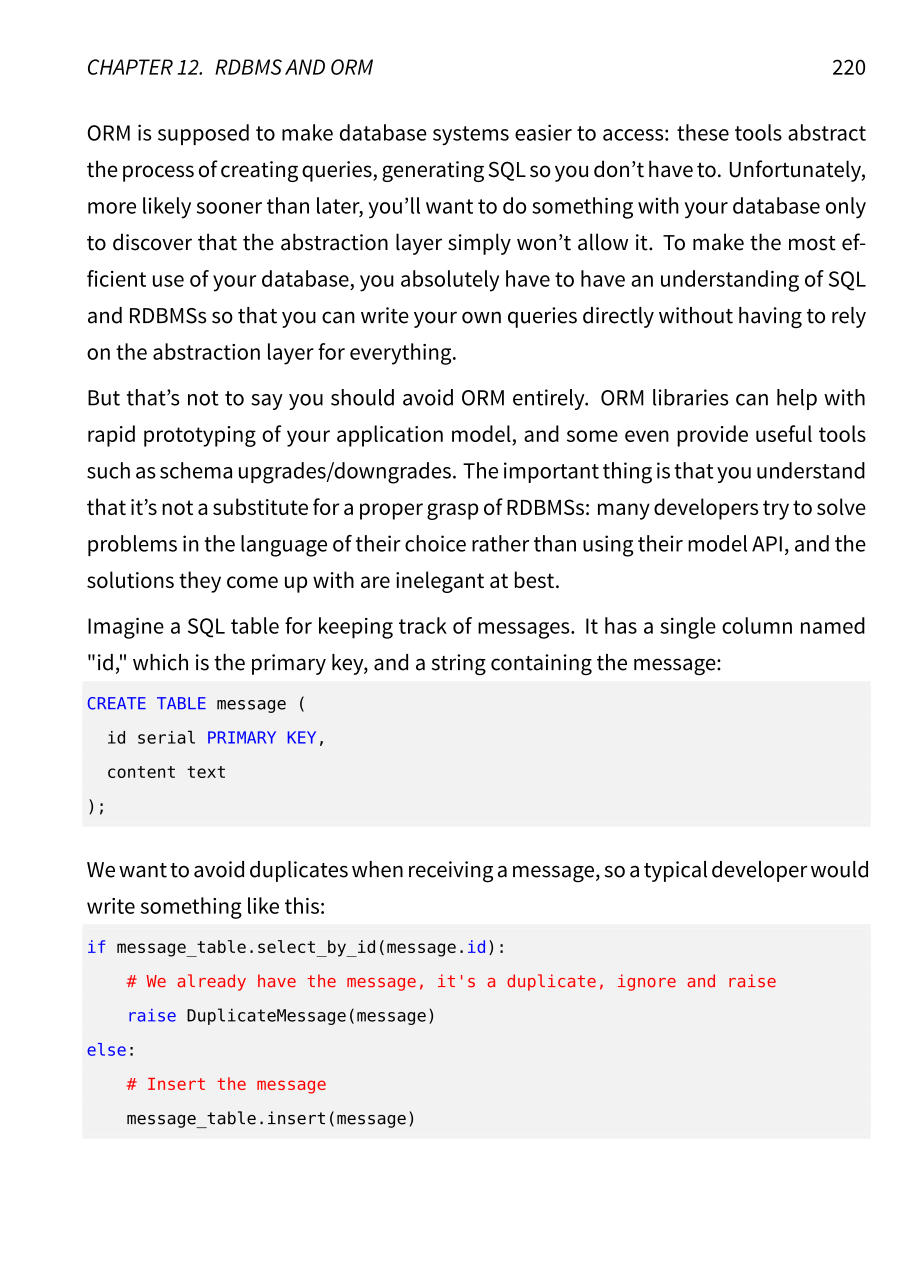 CHAPTER 12. RDBMS AND ORM 220
ORM is supposed to make database systems easier to access: these tools abstract
the process of creating queries, generating SQL so you don’t have to. Unfortunately,
more likely sooner than later, you’ll want to do something with your database only
to discover that the abstraction layer simply won’t allow it. To make the most ef-
ficient use of your database, you absolutely have to have an understanding of SQL
and RDBMSs so that you can write your own queries directly without having to rely
on the abstraction layer for everything.
But that’s not to say you should avoid ORM entirely. ORM libraries can help with
rapid prototyping of your application model, and some even provide useful tools
such as schema upgrades/downgrades. The important thing is that you understand
that it’s not a substitute for a proper grasp of RDBMSs: many developers try to solve
problems in the language of their choice rather than using their model API, and the
solutions they come up with are inelegant at best.
Imagine a SQL table for keeping track of messages. It has a single column named
"id," which is the primary key, and a string containing the message:
CREATE TABLE message (
  id serial PRIMARY KEY,
  content text
);
We want to avoid duplicates when receiving a message, so a typical developer would
write something like this:
if message_table.select_by_id(message.id):
    # We already have the message, it's a duplicate, ignore and raise
    raise DuplicateMessage(message)
else:
    # Insert the message
    message_table.insert(message)